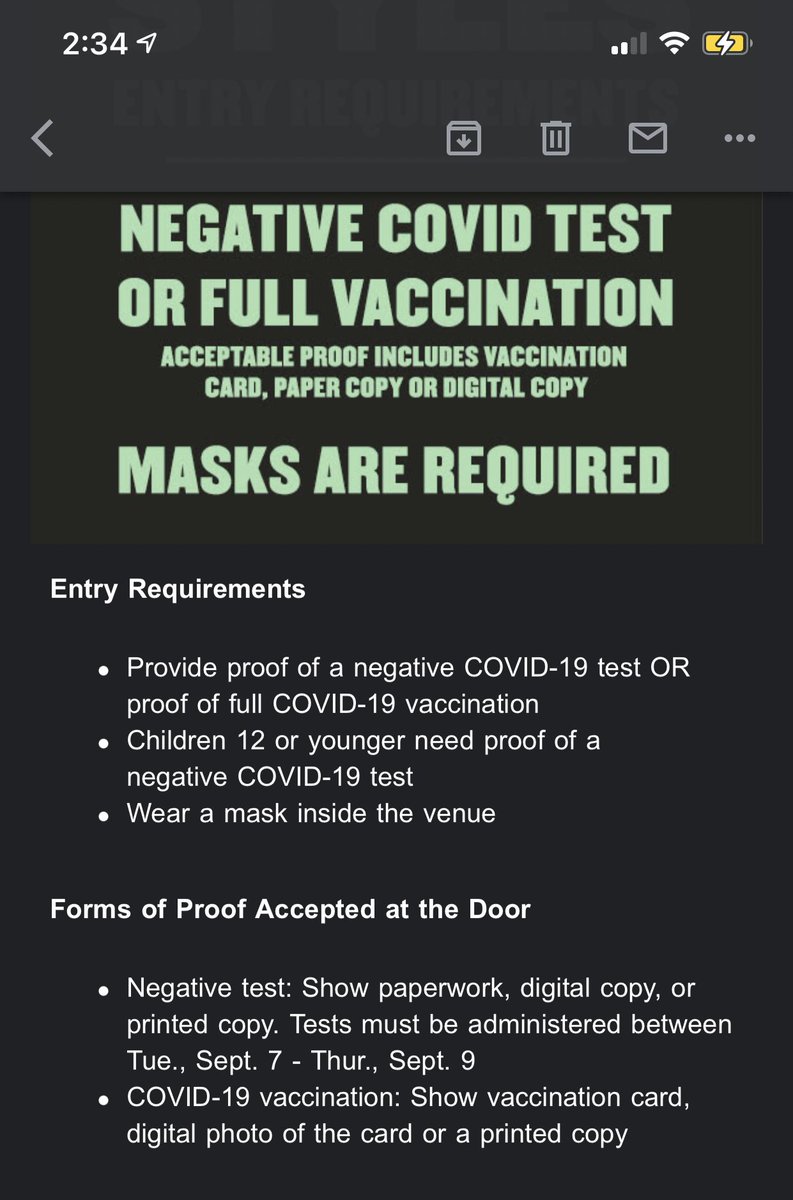 STYLES
2:34
ENTRY REQUIREMENTS
NEGATIVE COVID TEST
OR FULL VACCINATION
ACCEPTABLE PROOF INCLUDES VACCINATION
CARD, PAPER COPY OR DIGITAL COPY
MASKS ARE REQUIRED
Entry Requirements
• Provide proof of a negative COVID-19 test OR
proof of full COVID-19 vaccination
• Children 12 or younger need proof of a
negative COVID-19 test
• Wear a mask inside the venue
Forms of Proof Accepted at the Door
• Negative test: Show paperwork, digital copy, or
printed copy. Tests must be administered between
Tue., Sept. 7 - Thur., Sept. 9
• COVID-19 vaccination: Show vaccination card,
digital photo of the card or a printed copy